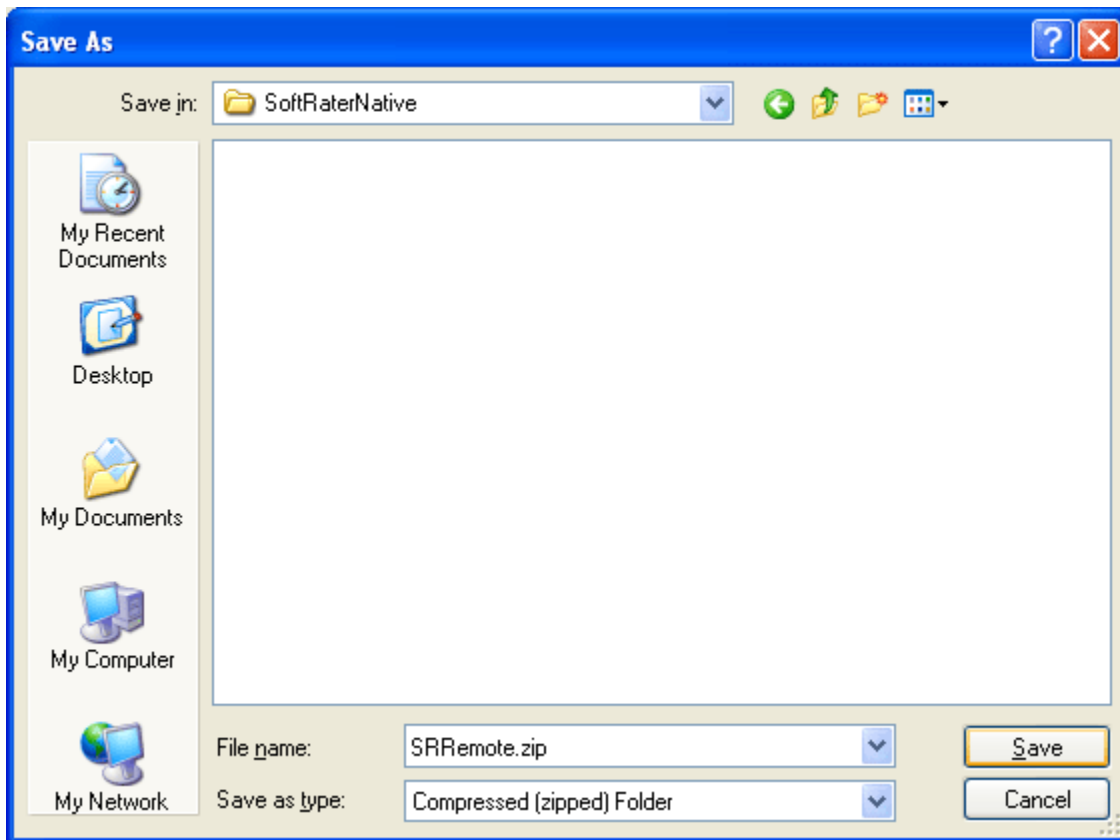 Save As
Save in: SoftRaterNative
My Recent
Documents
Desktop
My Documents
My Computer
My Network
File name: SRRemote.zip Save
Save as type: Compressed (zipped) Folder Cancel